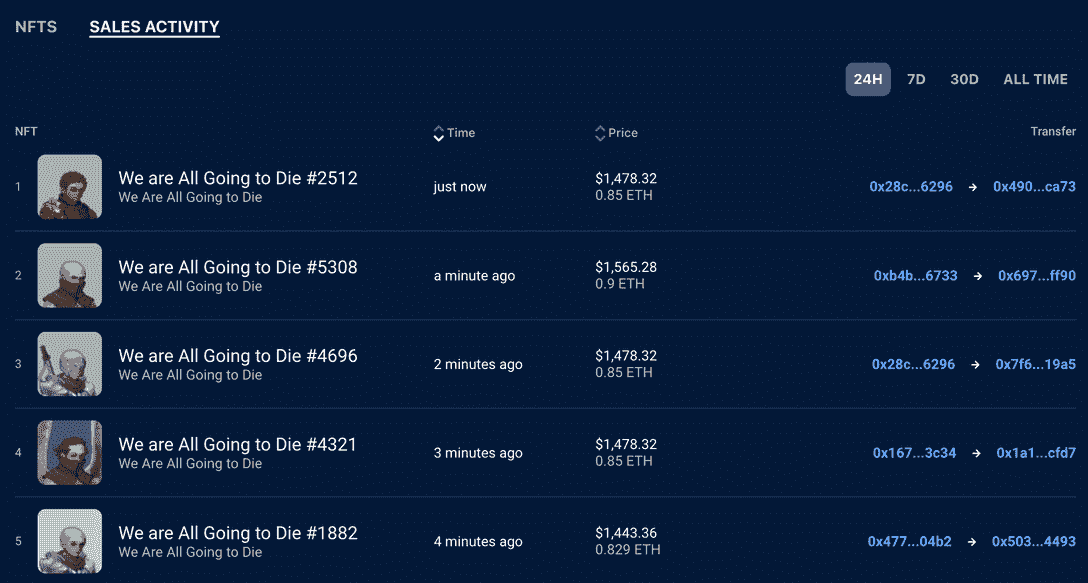 NFTS SALES ACTIVITY
24H 7D 30D ALL TIME
NFT Time Price Transfer
1 We are All Going to Die #2512 just now $1,478.32 0x28c...6296 → 0x490...ca73
We Are All Going to Die 0.85 ETH
2 We are All Going to Die #5308 a minute ago $1,565.28 0xb4b...6733 → 0x697...ff90
We Are All Going to Die 0.9 ETH
3 We are All Going to Die #4696 2 minutes ago $1,478.32 0x28c...6296 → 0x7f6...19a5
We Are All Going to Die 0.85 ETH
4 We are All Going to Die #4321 3 minutes ago $1,478.32 0x167...3c34 → 0x1a1...cfd7
We Are All Going to Die 0.85 ETH
5 We are All Going to Die #1882 4 minutes ago $1,443.36 0x477...04b2 → 0x503...4493
We Are All Going to Die 0.829 ETH